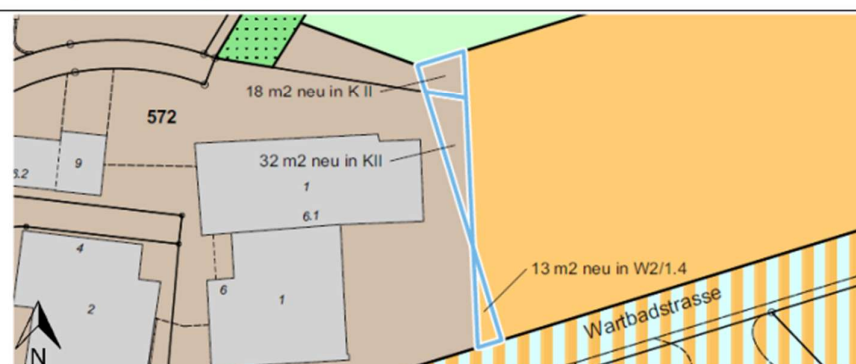 18 m2 neu in K II
572
32 m2 neu in KII
9
1
6.1
13 m2 neu in W2/1.4
4
6
1
2
Wartbadstrasse
N